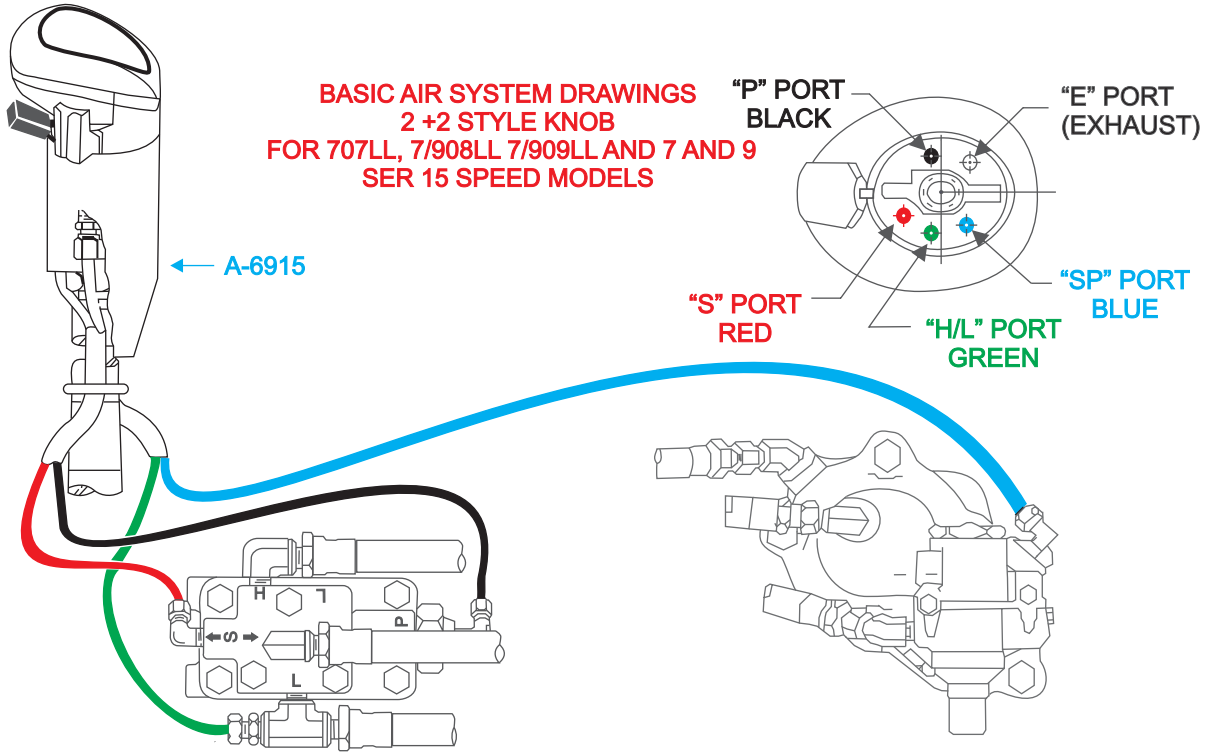 BASIC AIR SYSTEM DRAWINGS
2 +2 STYLE KNOB
FOR 707LL, 7/908LL 7/909LL AND 7 AND 9
SER 15 SPEED MODELS
“P” PORT
BLACK
“E” PORT
(EXHAUST)
A-6915
“S” PORT
RED
“H/L” PORT
GREEN
“SP” PORT
BLUE
H
L
S
P
L